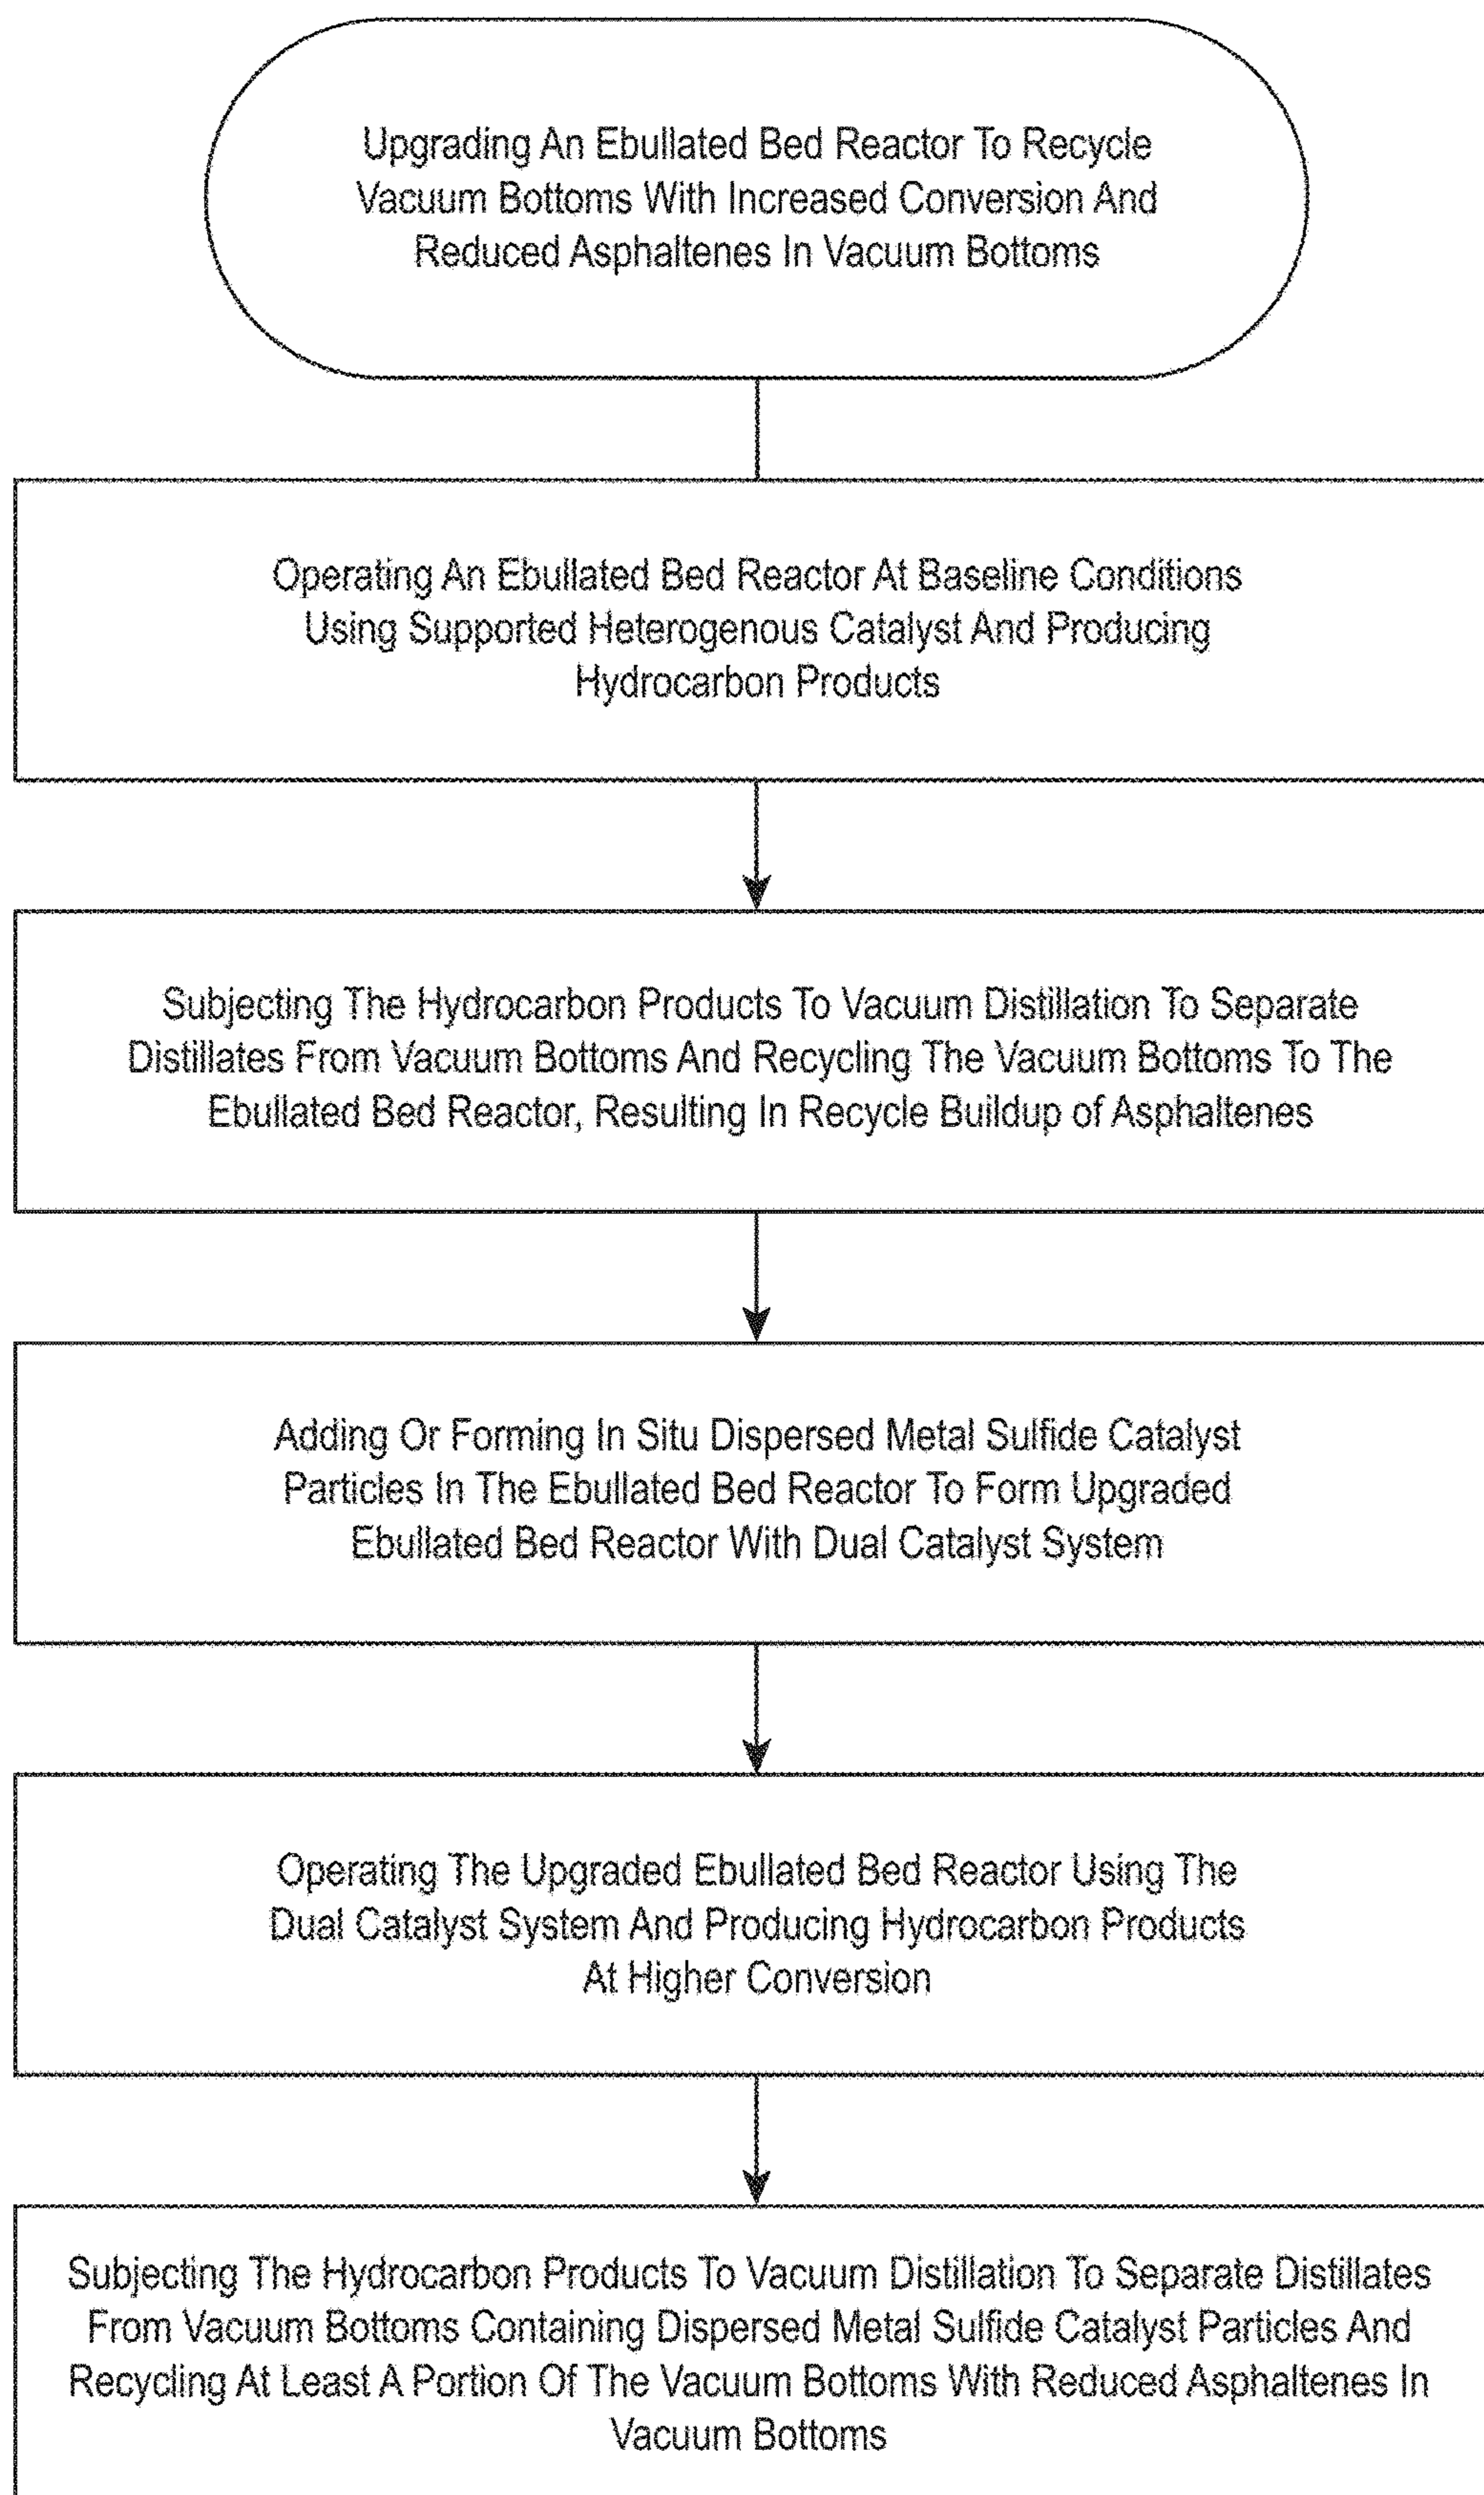 Upgrading An Ebullated Bed Reactor To Recycle
Vacuum Bottoms With Increased Conversion And
Reduced Asphaltenes In Vacuum Bottoms
Operating An Ebullated Bed Reactor At Baseline Conditions
Using Supported Heterogenous Catalyst And Producing
Hydrocarbon Products
Subjecting The Hydrocarbon Products To Vacuum Distillation To Separate
Distillates From Vacuum Bottoms And Recycling The Vacuum Bottoms To The
Ebullated Bed Reactor, Resulting In Recycle Buildup of Asphaltenes
Adding Or Forming In Situ Dispersed Metal Sulfide Catalyst
Particles In The Ebullated Bed Reactor To Form Upgraded
Ebullated Bed Reactor With Dual Catalyst System
Operating The Upgraded Ebullated Bed Reactor Using The
Dual Catalyst System And Producing Hydrocarbon Products
At Higher Conversion
Subjecting The Hydrocarbon Products To Vacuum Distillation To Separate Distillates
From Vacuum Bottoms Containing Dispersed Metal Sulfide Catalyst Particles And
Recycling At Least A Portion Of The Vacuum Bottoms With Reduced Asphaltenes In
Vacuum Bottoms